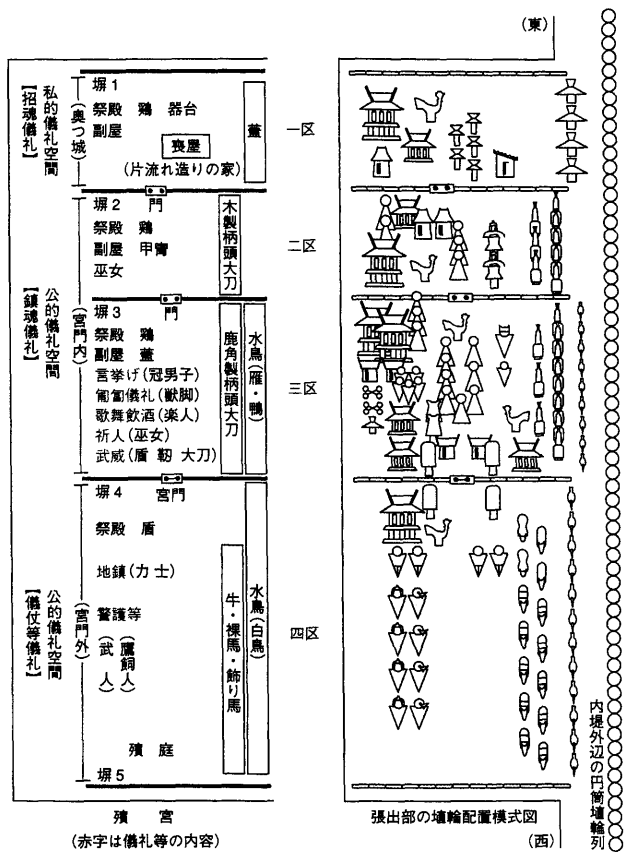 （東）
塀1
祭殿 鶏 器台
副屋
喪屋
（片流れ造りの家）
蓋
私的儀礼空間
【招魂儀礼】
（奥つ城）
一区
塀2 門
祭殿 鶏
副屋 甲冑
巫女
木製柄頭大刀
二区
塀3 門
祭殿 鶏
副屋 蓋
言挙げ（冠男子）
匍匐儀礼（獣脚）
歌舞飲酒（楽人）
祈人（巫女）
武威（盾 靭 大刀）
鹿角製柄頭大刀
水鳥（雁・鴨）
公的儀礼空間
【鎮魂儀礼】
（宮門内）
三区
塀4 宮門
祭殿 盾
地鎮（力士）
警護等
（鷹飼人）
（武人）
殯庭
塀5
牛・裸馬・飾り馬
水鳥（白鳥）
公的儀礼空間
【儀仗等儀礼】
（宮門外）
四区
殯宮
（赤字は儀礼等の内容）
張出部の埴輪配置模式図
（西）
内堤外辺の円筒埴輪列